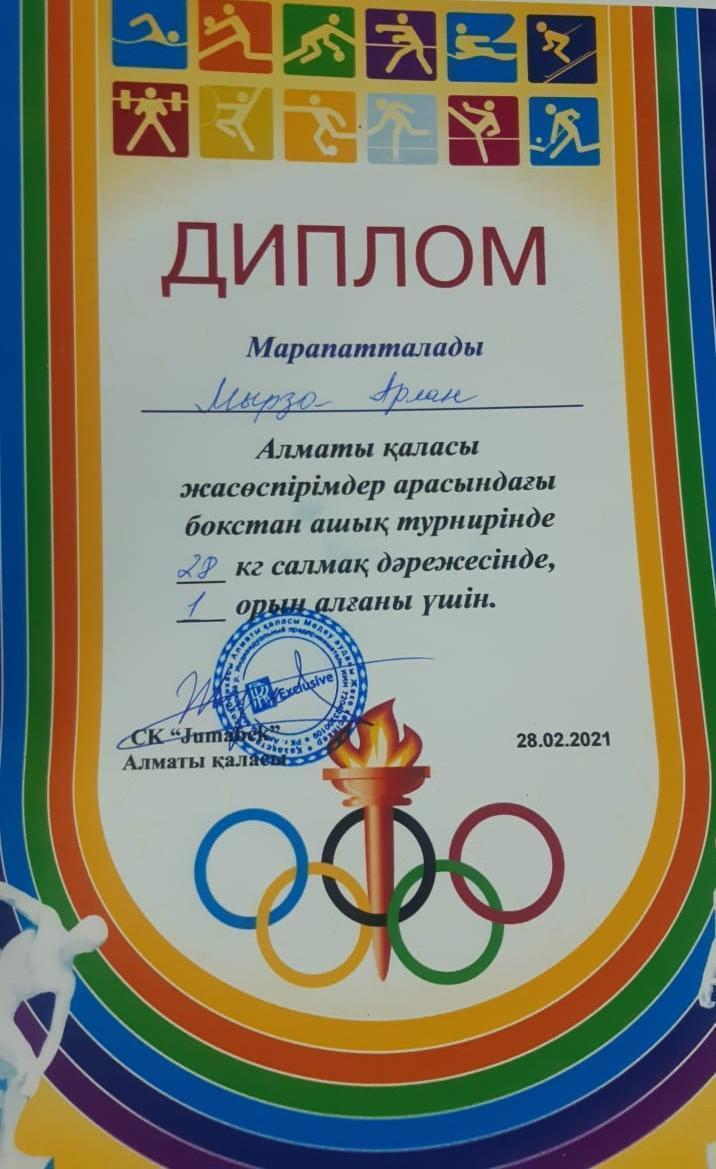 ДИПЛОМ
Марапатталады
Мырза Арлан
Алматы қаласы
жасөспірімдер арасындағы
бокстан ашық турнирінде
28 кг салмақ дәрежесінде,
1 орын алғаны үшін.
Exclusive
СК “Jumabek”
Алматы қаласы
28.02.2021